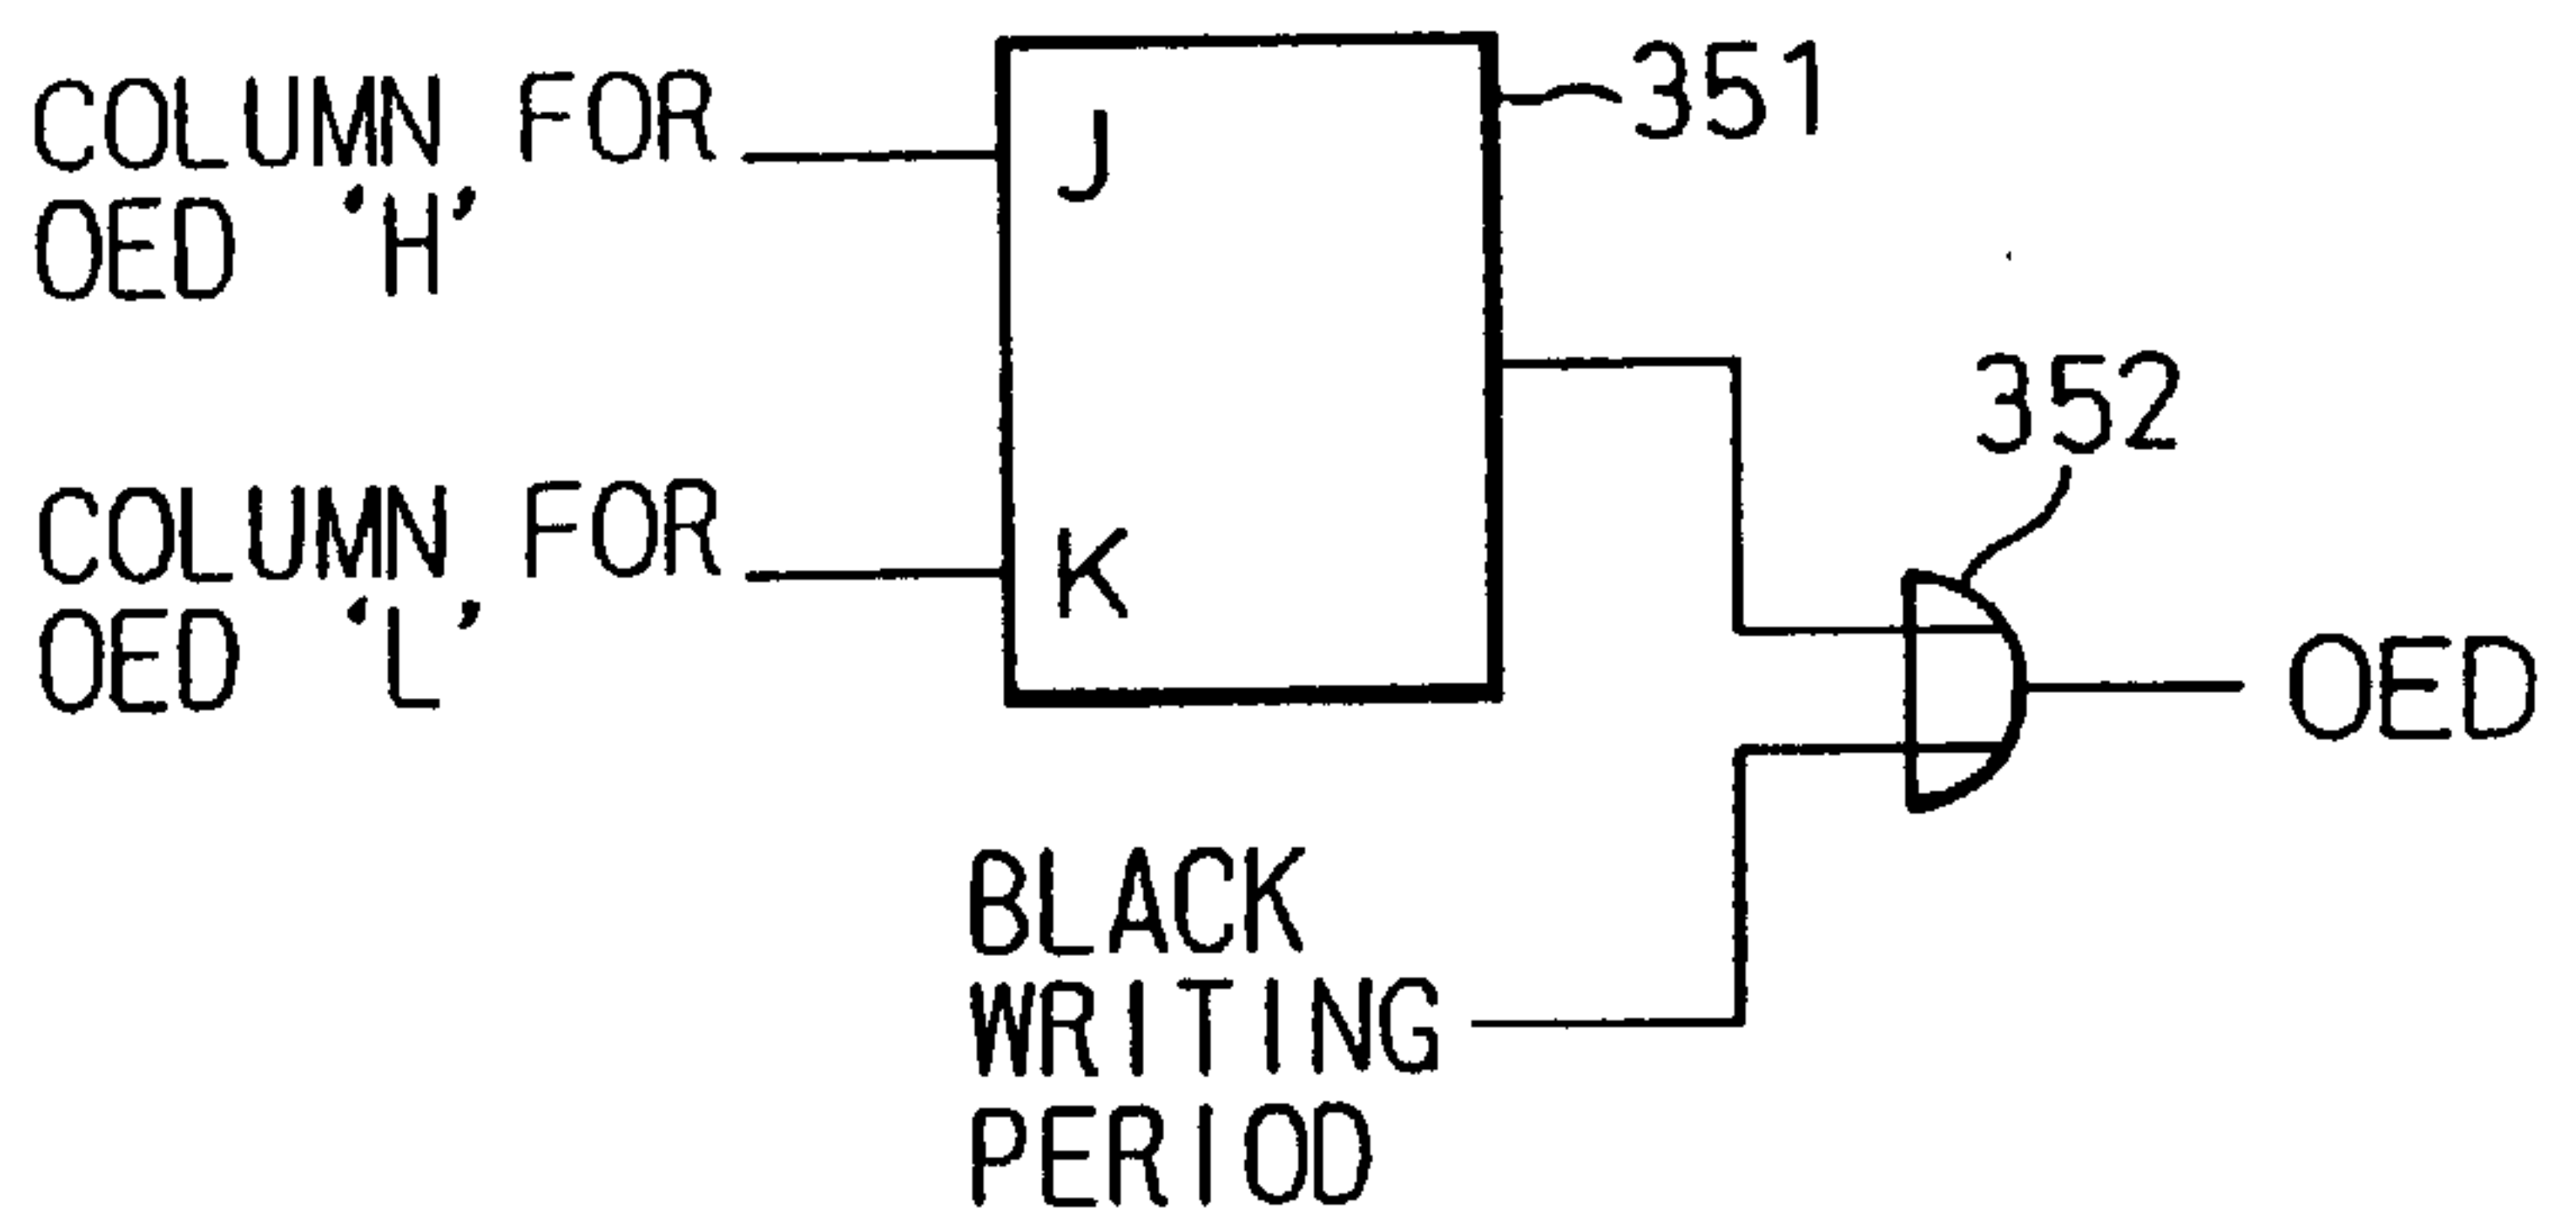 COLUMN FOR
OED 'H'
J
351
COLUMN FOR
OED 'L'
K
352
OED
BLACK
WRITING
PERIOD